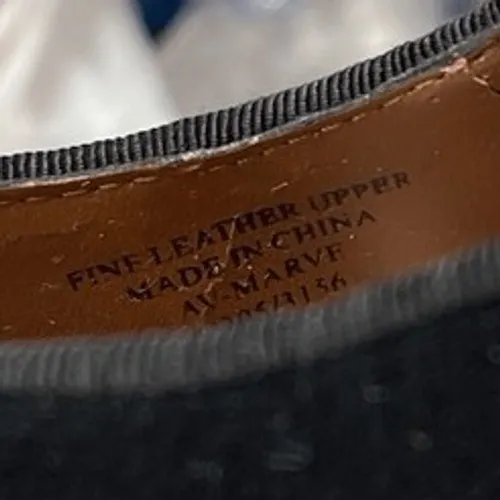 FINE LEATHER UPPER
MADE IN CHINA
AV-MARVE